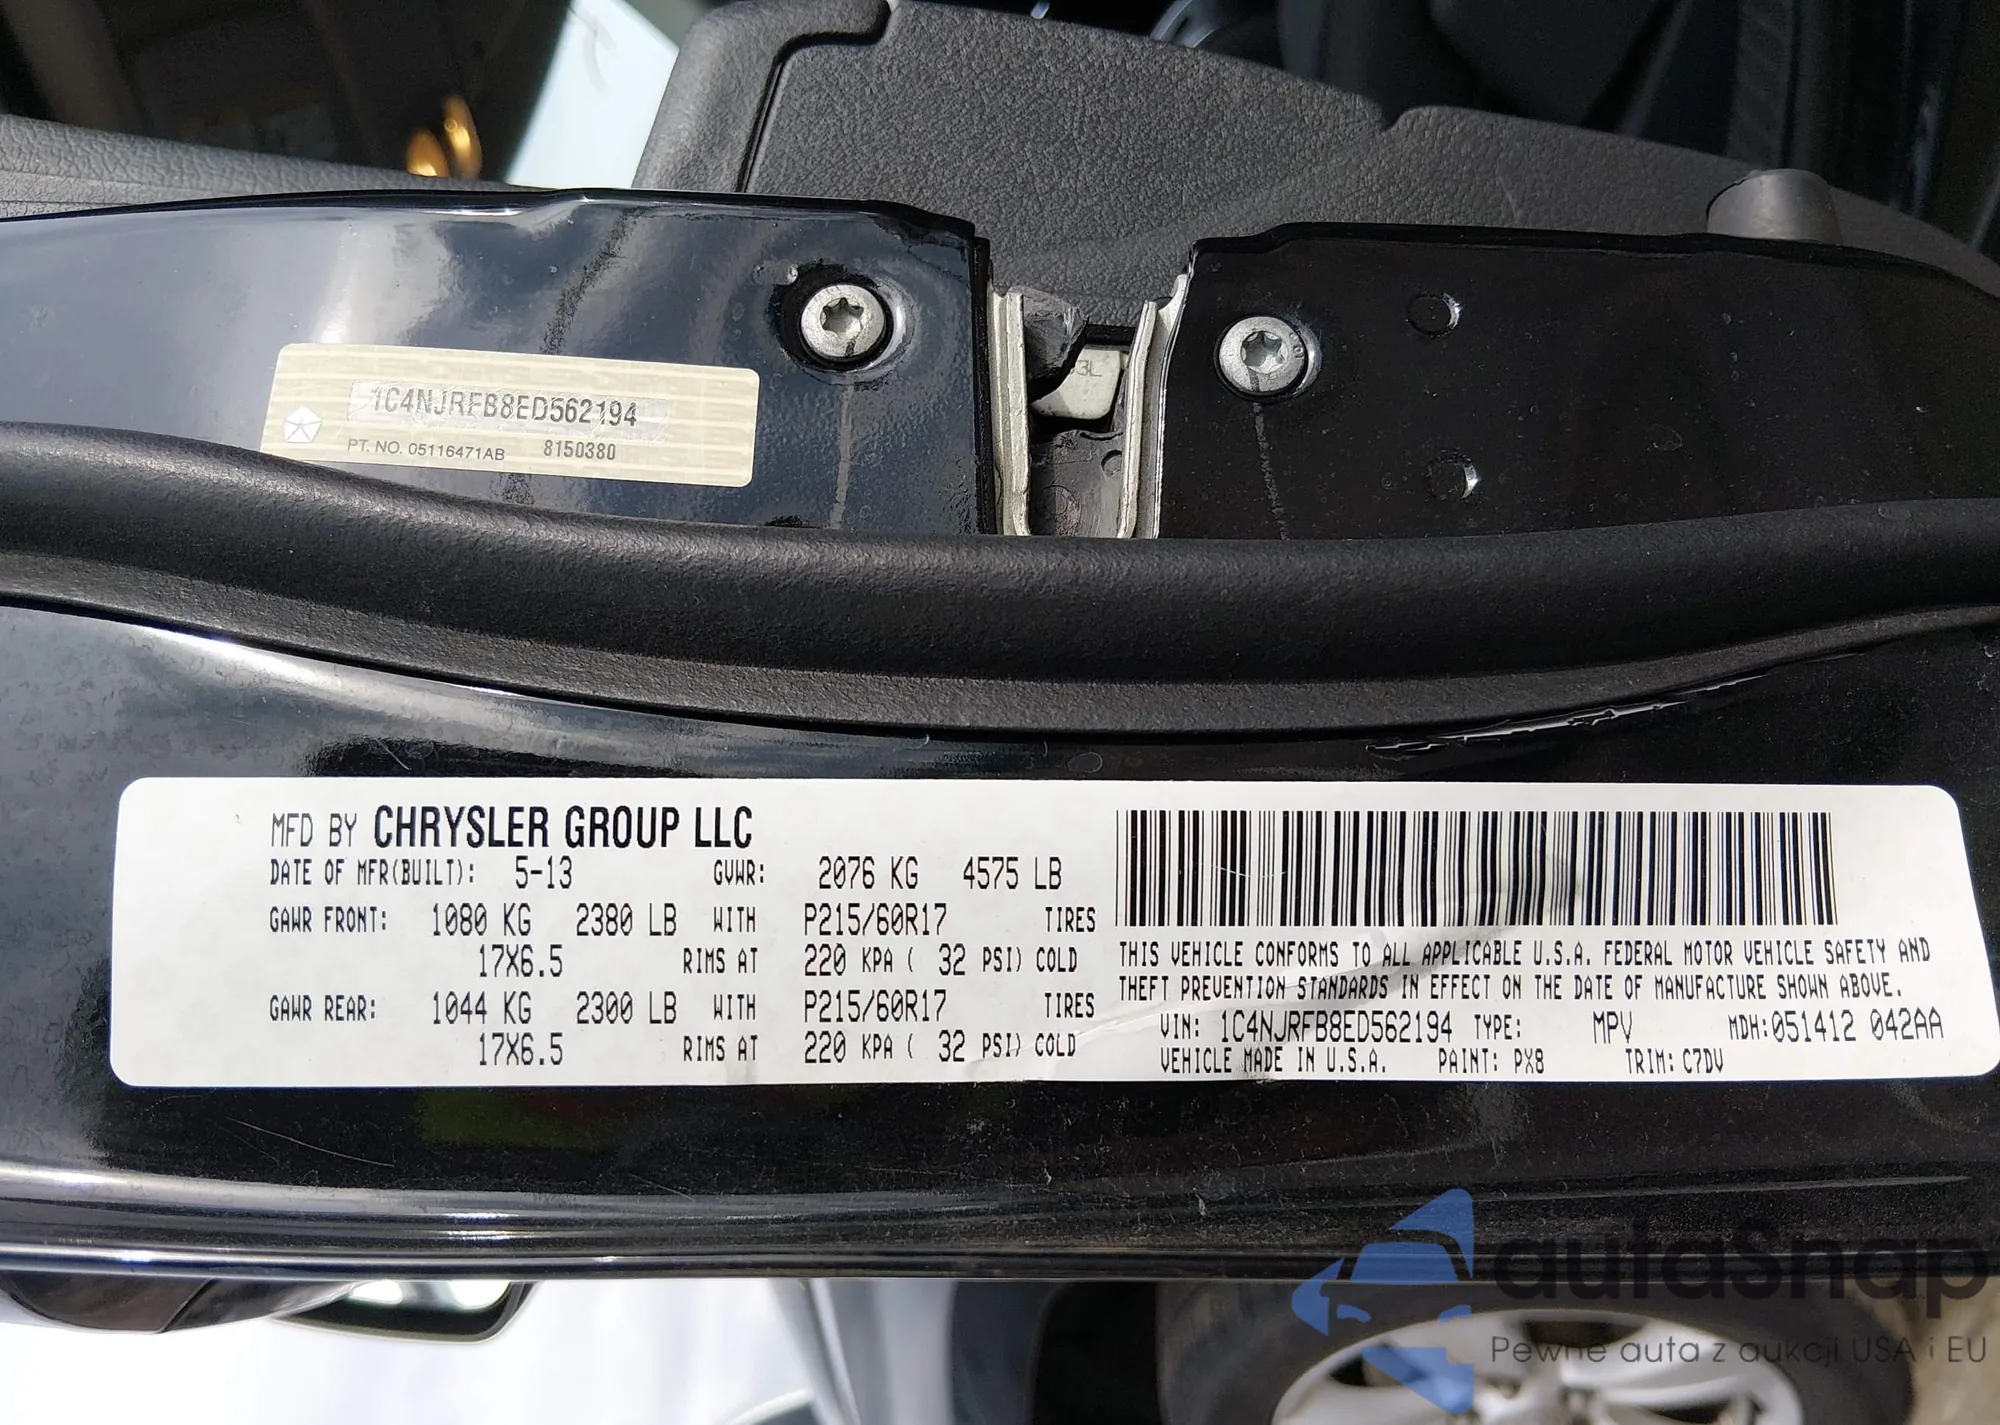 1C4NJRFB8ED562194
PT. NO. 05116471AB 8150380
MFD BY CHRYSLER GROUP LLC
DATE OF MFR(BUILT): 5-13 GVWR: 2076 KG 4575 LB
GAWR FRONT: 1080 KG 2380 LB WITH P215/60R17 TIRES
17X6.5 RIMS AT 220 KPA ( 32 PSI) COLD
GAWR REAR: 1044 KG 2300 LB WITH P215/60R17 TIRES
17X6.5 RIMS AT 220 KPA ( 32 PSI) COLD
THIS VEHICLE CONFORMS TO ALL APPLICABLE U.S.A. FEDERAL MOTOR VEHICLE SAFETY AND
THEFT PREVENTION STANDARDS IN EFFECT ON THE DATE OF MANUFACTURE SHOWN ABOVE.
VIN: 1C4NJRFB8ED562194 TYPE: MPV MDH:051412 042AA
VEHICLE MADE IN U.S.A. PAINT: PX8 TRIM: C7DV
autaSnap
Pewne auta z aukcji USA i EU